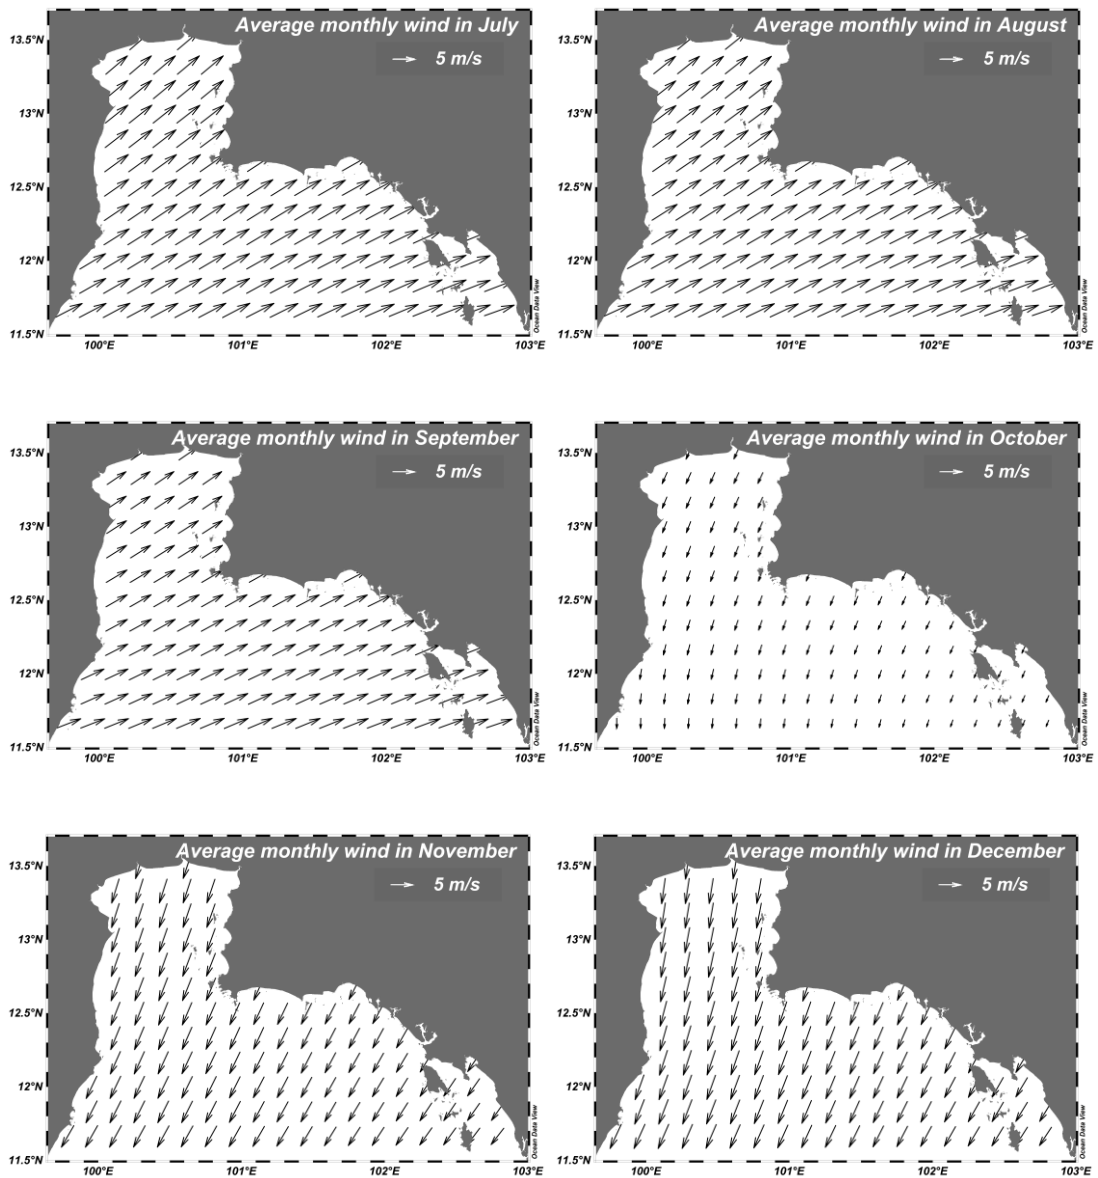 Average monthly wind in July
5 m/s
13.5°N
13°N
12.5°N
12°N
11.5°N
100°E
101°E
102°E
103°E
Ocean Data View
Average monthly wind in August
5 m/s
13.5°N
13°N
12.5°N
12°N
11.5°N
100°E
101°E
102°E
103°E
Ocean Data View
Average monthly wind in September
5 m/s
13.5°N
13°N
12.5°N
12°N
11.5°N
100°E
101°E
102°E
103°E
Ocean Data View
Average monthly wind in October
5 m/s
13.5°N
13°N
12.5°N
12°N
11.5°N
100°E
101°E
102°E
103°E
Ocean Data View
Average monthly wind in November
5 m/s
13.5°N
13°N
12.5°N
12°N
11.5°N
100°E
101°E
102°E
103°E
Ocean Data View
Average monthly wind in December
5 m/s
13.5°N
13°N
12.5°N
12°N
11.5°N
100°E
101°E
102°E
103°E
Ocean Data View